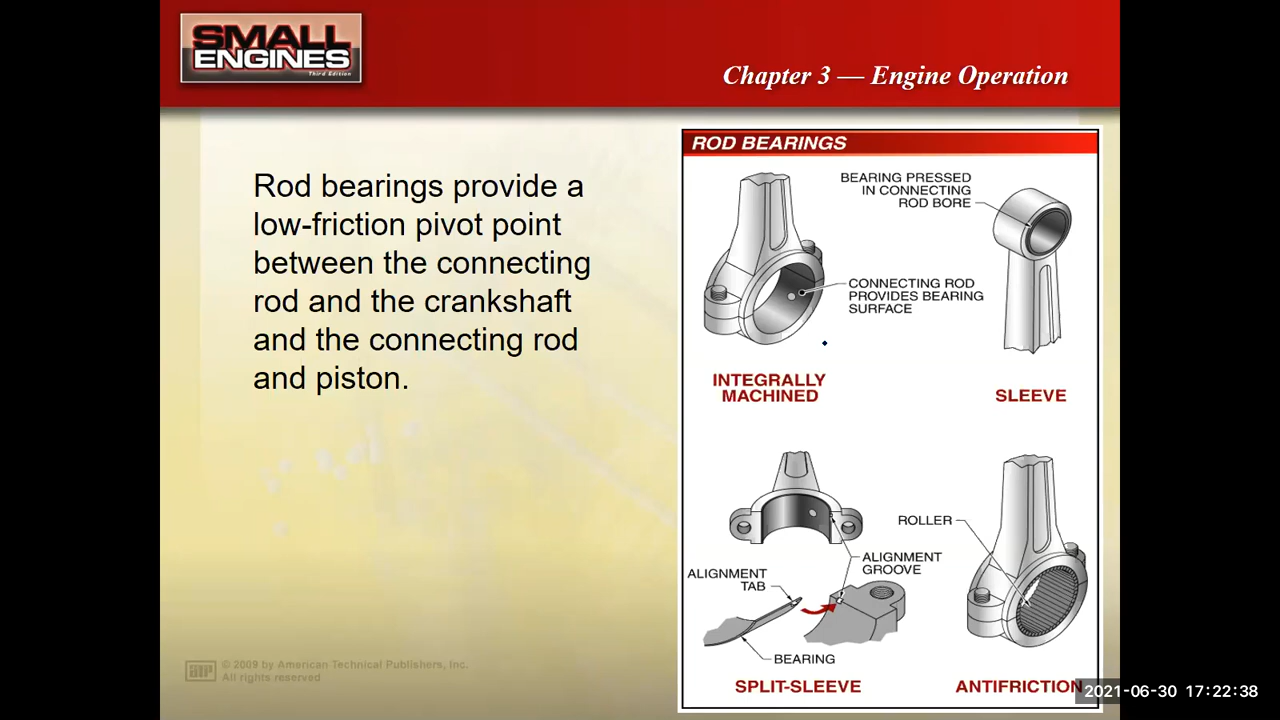 SMALL
ENGINES
Third Edition
Chapter 3 — Engine Operation
Rod bearings provide a
low-friction pivot point
between the connecting
rod and the crankshaft
and the connecting rod
and piston.
ROD BEARINGS
BEARING PRESSED
IN CONNECTING
ROD BORE
CONNECTING ROD
PROVIDES BEARING
SURFACE
INTEGRALLY
MACHINED
SLEEVE
ROLLER
ALIGNMENT
GROOVE
ALIGNMENT
TAB
BEARING
SPLIT-SLEEVE
ANTIFRICTION
© 2009 by American Technical Publishers, Inc.
All rights reserved
2021-06-30 17:22:38